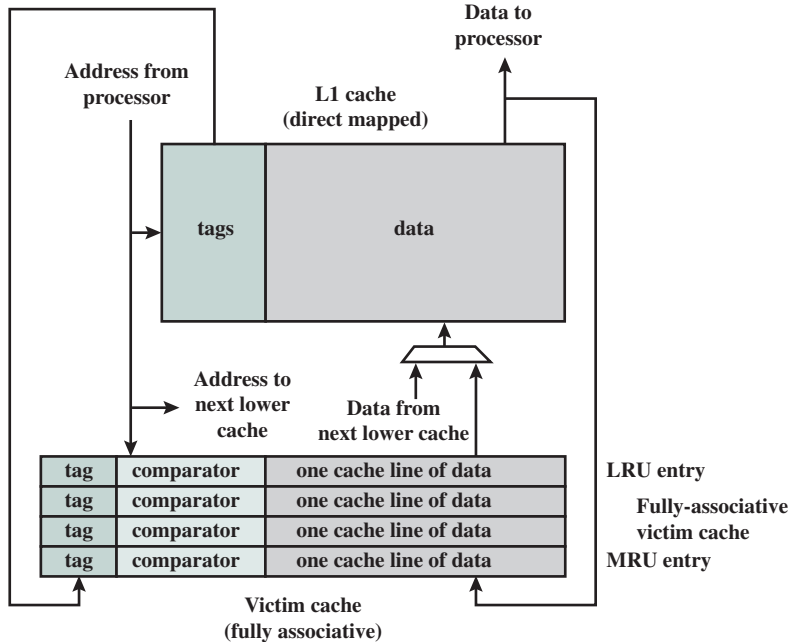 Data to
processor
Address from
processor
L1 cache
(direct mapped)
tags
data
Address to
next lower
cache
Data from
next lower cache
tag comparator one cache line of data LRU entry
tag comparator one cache line of data
Fully-associative
victim cache
tag comparator one cache line of data
tag comparator one cache line of data MRU entry
Victim cache
(fully associative)